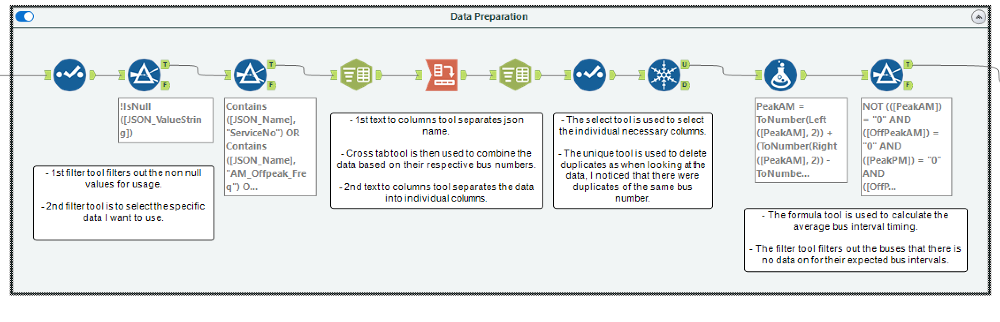 Data Preparation
T
F
T
F
U
D
T
F
!IsNull
([JSON_ValueStrin
g])
Contains
([JSON_Name],
"ServiceNo") OR
Contains
([JSON_Name],
"AM_Offpeak_Fre
q") O...
PeakAM =
ToNumber(Left
([PeakAM], 2)) +
(ToNumber(Right
([PeakAM], 2)) -
ToNumbe...
NOT (([PeakAM])
= "0" AND
([OffPeakAM]) =
"0" AND
([PeakPM]) = "0"
AND
([OffP...
- 1st filter tool filters out the non null
values for usage.
- 2nd filter tool is to select the specific
data I want to use.
- 1st text to columns tool separates json
name.
- Cross tab tool is then used to combine the
data based on their respective bus numbers.
- 2nd text to columns tool separates the data
into individual columns.
- The select tool is used to select
the individual necessary columns.
- The unique tool is used to delete
duplicates as when looking at the
data, I noticed that there were
duplicates of the same bus
number.
- The formula tool is used to calculate the
average bus interval timing.
- The filter tool filters out the buses that there is
no data on for their expected bus intervals.